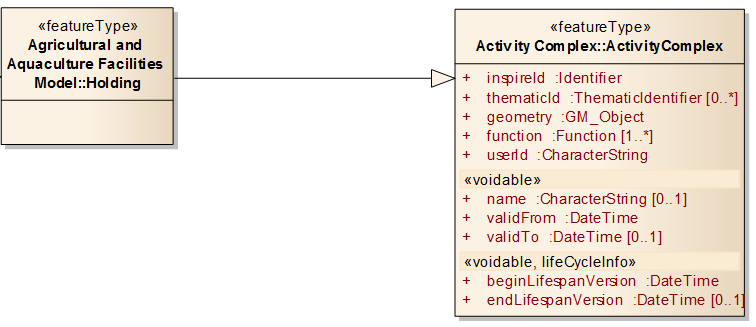 «featureType»
Agricultural and
Aquaculture Facilities
Model::Holding
«featureType»
Activity Complex::ActivityComplex
+ inspireId :Identifier
+ thematicId :ThematicIdentifier [0..*]
+ geometry :GM_Object
+ function :Function [1..*]
+ userId :CharacterString
«voidable»
+ name :CharacterString [0..1]
+ validFrom :DateTime
+ validTo :DateTime [0..1]
«voidable, lifeCycleInfo»
+ beginLifespanVersion :DateTime
+ endLifespanVersion :DateTime [0..1]